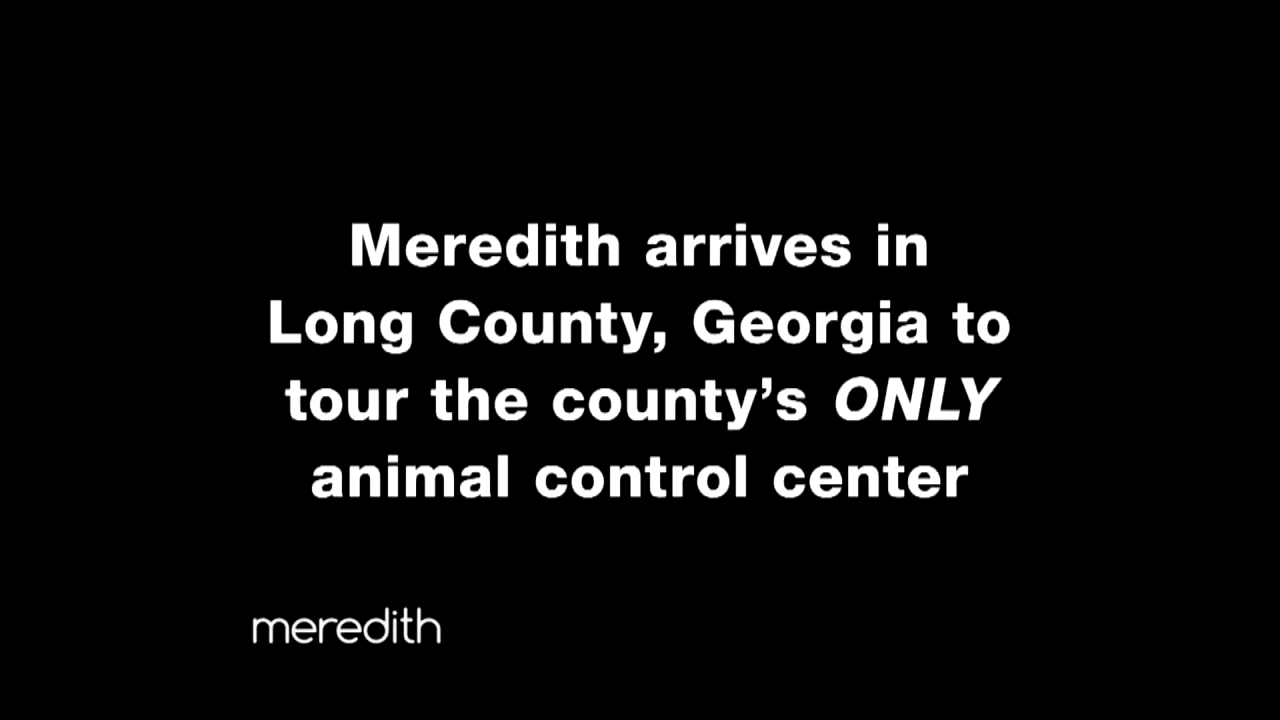 Meredith arrives in
Long County, Georgia to
tour the county’s ONLY
animal control center
meredith